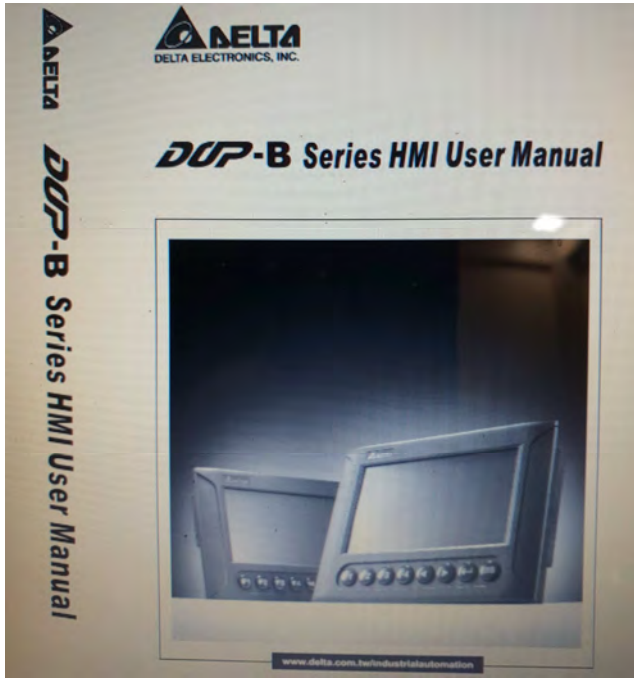 DELTA
DOP-B Series HMI User Manual
DELTA
DELTA ELECTRONICS, INC.
DOP-B Series HMI User Manual
www.delta.com.tw/industrialautomation